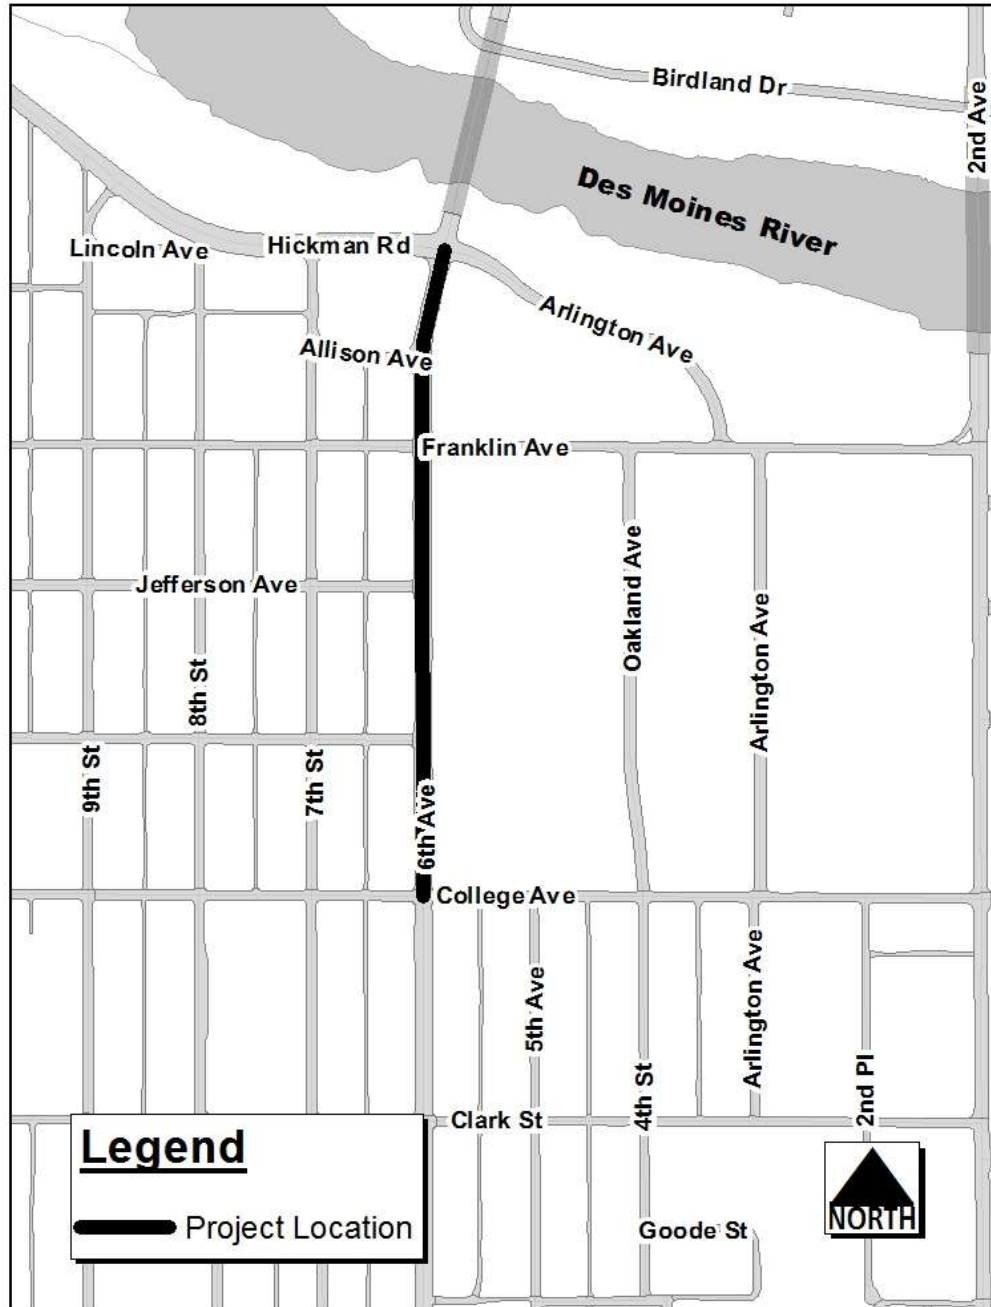 Birdland Dr
2nd Ave
Des Moines River
Hickman Rd
Lincoln Ave
Arlington Ave
Allison Ave
Franklin Ave
Jefferson Ave
Oakland Ave
Arlington Ave
8th St
9th St
7th St
6th Ave
College Ave
5th Ave
Arlington Ave
4th St
2nd Pl
Clark St
Legend
Project Location
Goode St
NORTH